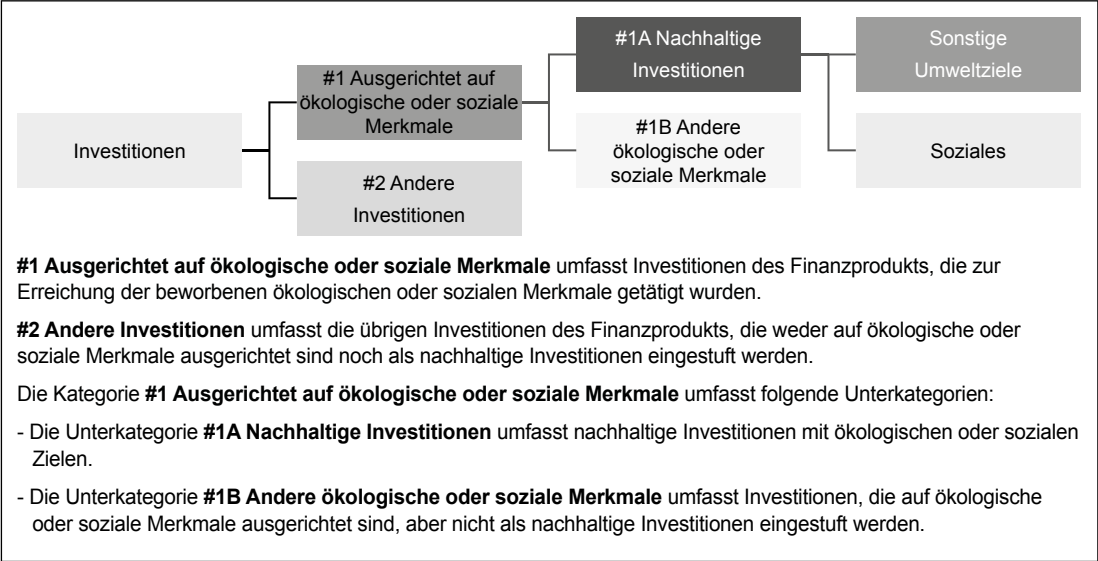 Investitionen
#1 Ausgerichtet auf
ökologische oder soziale
Merkmale
#2 Andere
Investitionen
#1A Nachhaltige
Investitionen
#1B Andere
ökologische oder
soziale Merkmale
Sonstige
Umweltziele
Soziales
#1 Ausgerichtet auf ökologische oder soziale Merkmale umfasst Investitionen des Finanzprodukts, die zur
Erreichung der beworbenen ökologischen oder sozialen Merkmale getätigt wurden.
#2 Andere Investitionen umfasst die übrigen Investitionen des Finanzprodukts, die weder auf ökologische oder
soziale Merkmale ausgerichtet sind noch als nachhaltige Investitionen eingestuft werden.
Die Kategorie #1 Ausgerichtet auf ökologische oder soziale Merkmale umfasst folgende Unterkategorien:
- Die Unterkategorie #1A Nachhaltige Investitionen umfasst nachhaltige Investitionen mit ökologischen oder sozialen
Zielen.
- Die Unterkategorie #1B Andere ökologische oder soziale Merkmale umfasst Investitionen, die auf ökologische
oder soziale Merkmale ausgerichtet sind, aber nicht als nachhaltige Investitionen eingestuft werden.